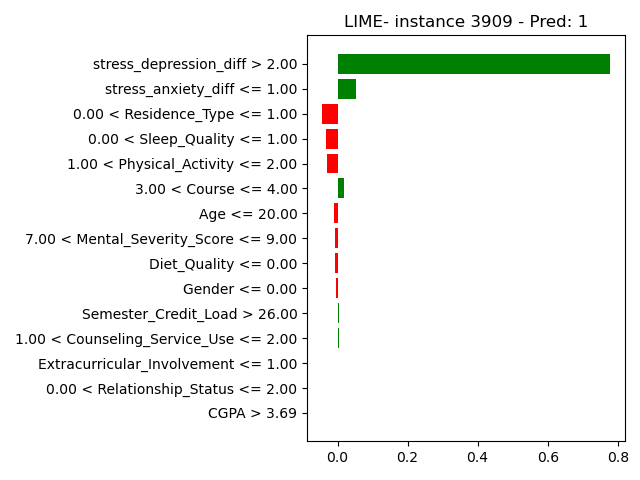 LIME- instance 3909 - Pred: 1
stress_depression_diff > 2.00
stress_anxiety_diff <= 1.00
0.00 < Residence_Type <= 1.00
0.00 < Sleep_Quality <= 1.00
1.00 < Physical_Activity <= 2.00
3.00 < Course <= 4.00
Age <= 20.00
7.00 < Mental_Severity_Score <= 9.00
Diet_Quality <= 0.00
Gender <= 0.00
Semester_Credit_Load > 26.00
1.00 < Counseling_Service_Use <= 2.00
Extracurricular_Involvement <= 1.00
0.00 < Relationship_Status <= 2.00
CGPA > 3.69
0.0 0.2 0.4 0.6 0.8